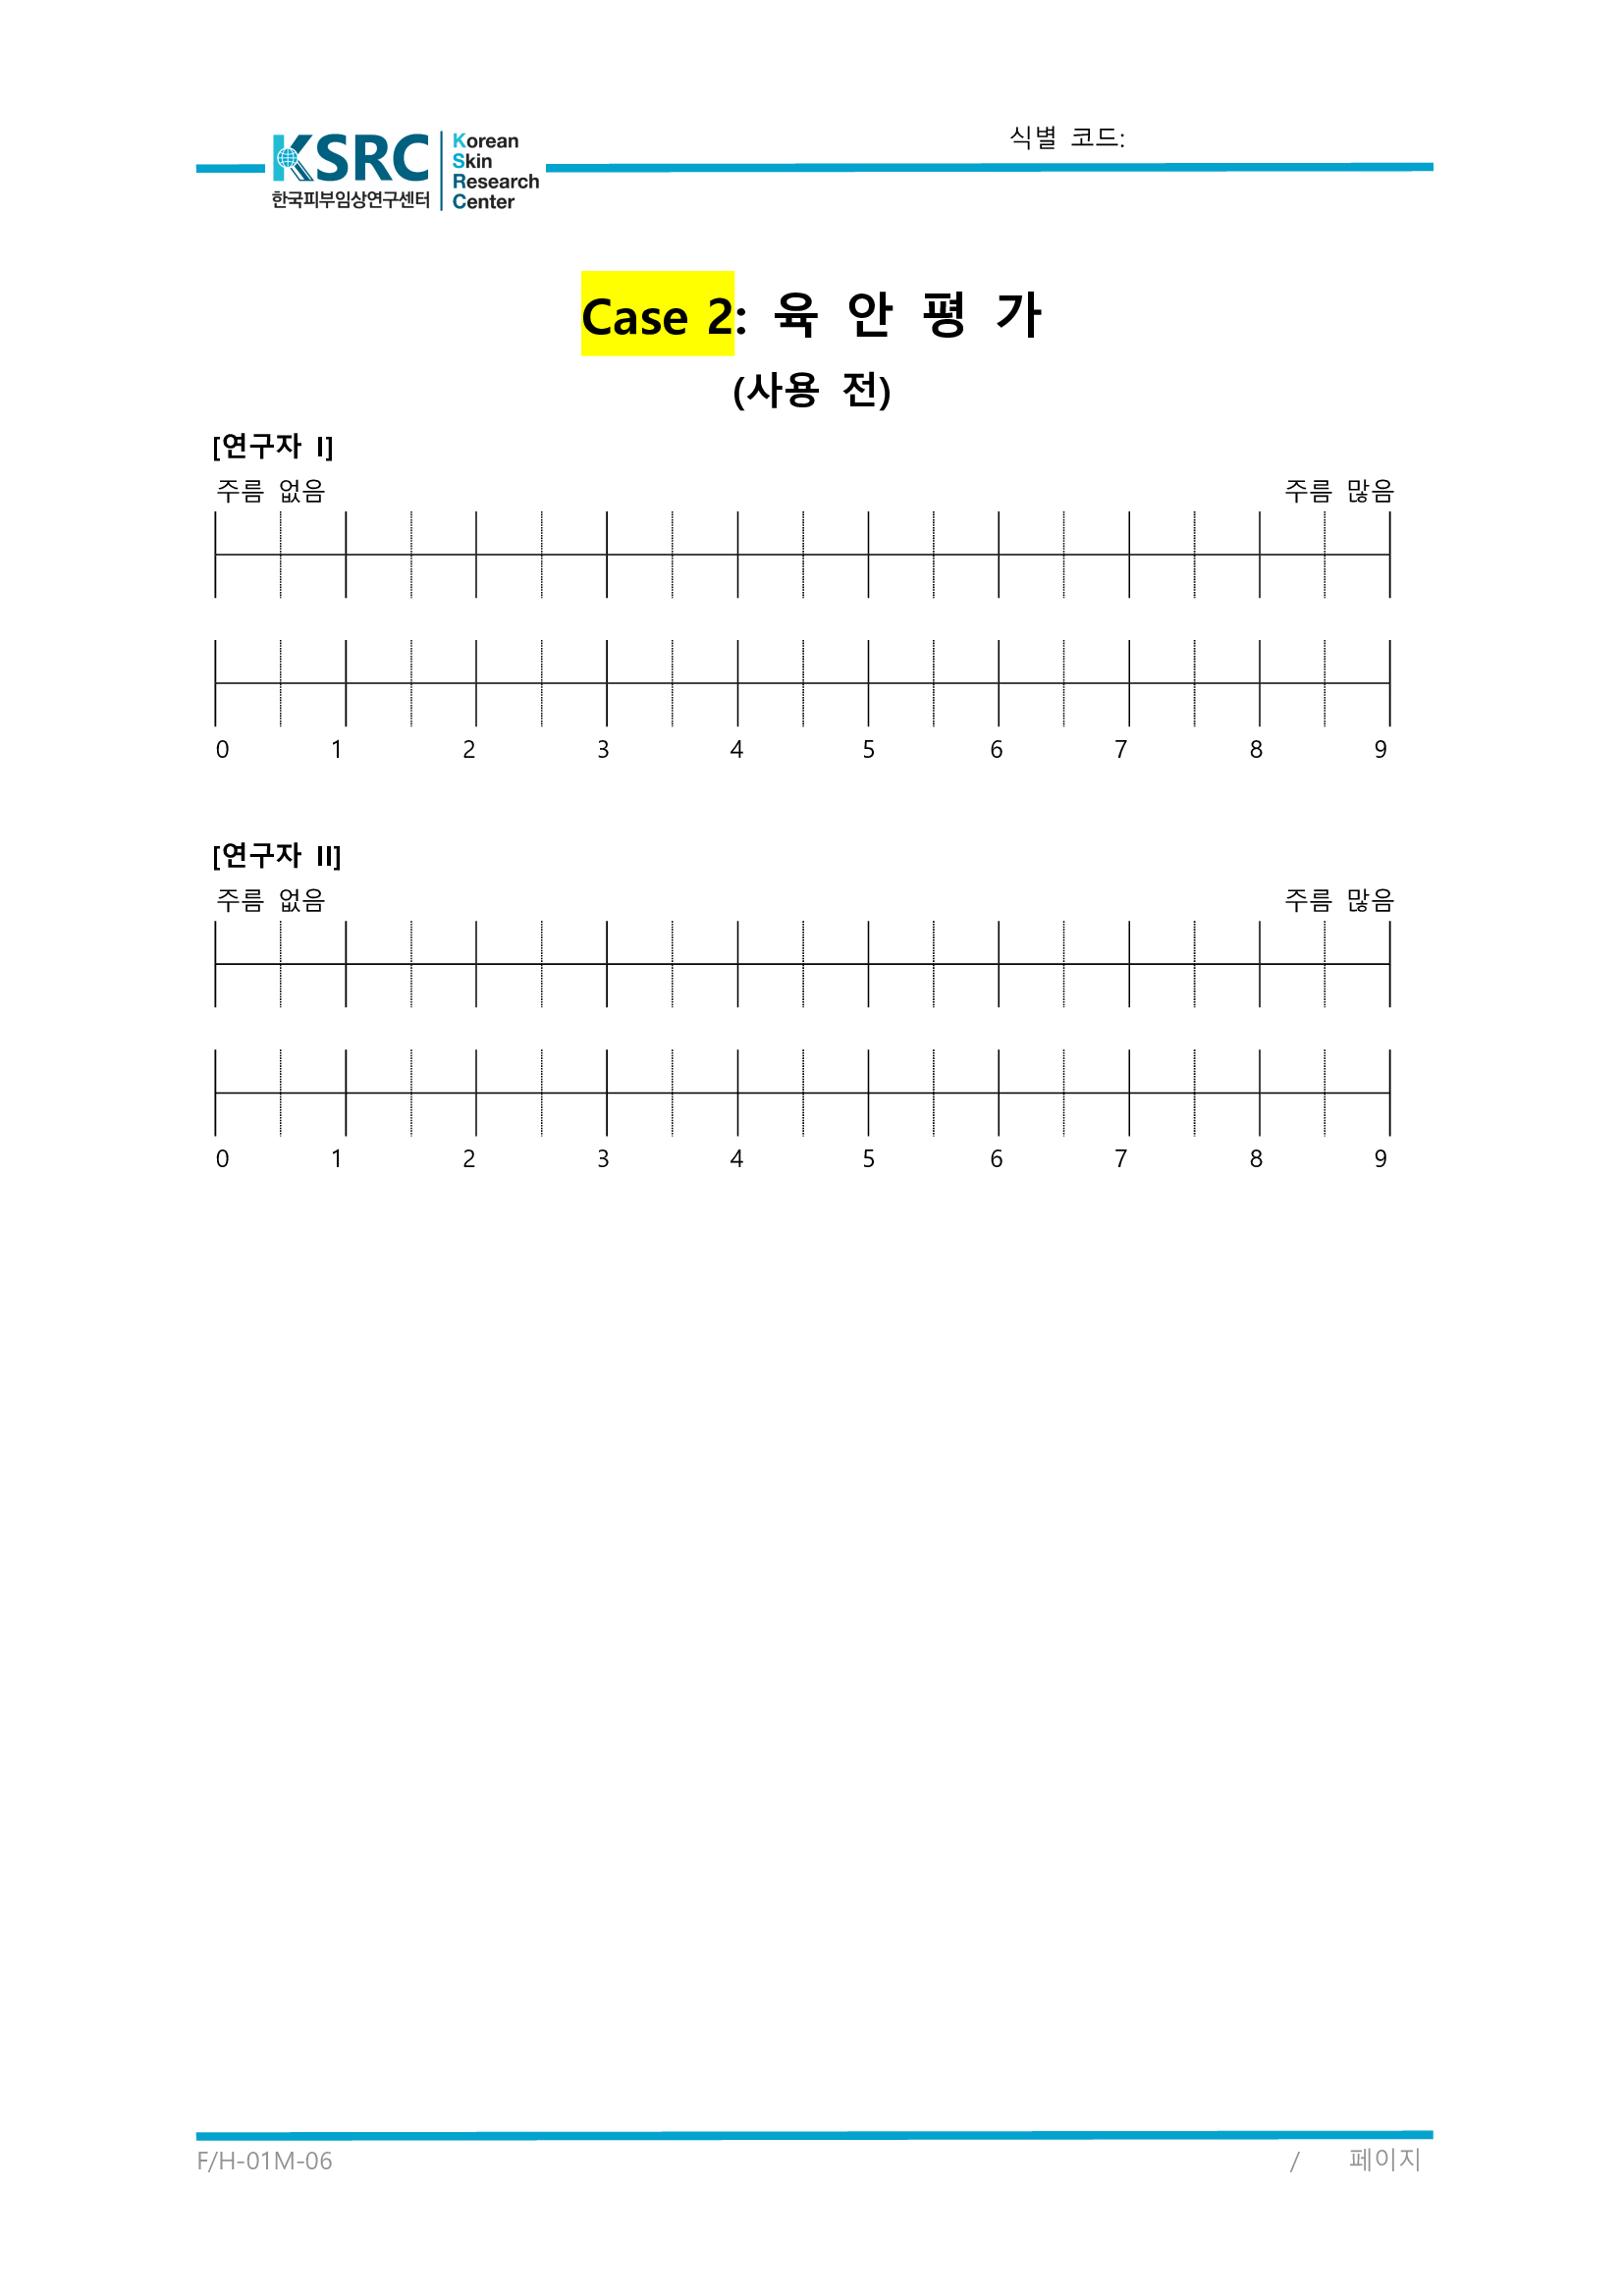 식별 코드:
KSRC
한국피부임상연구센터
Korean
Skin
Research
Center
Case 2: 육 안 평 가
(사용 전)
[연구자 I]
주름 없음 주름 많음
0 1 2 3 4 5 6 7 8 9
[연구자 II]
주름 없음 주름 많음
0 1 2 3 4 5 6 7 8 9
F/H-01M-06 / 페이지